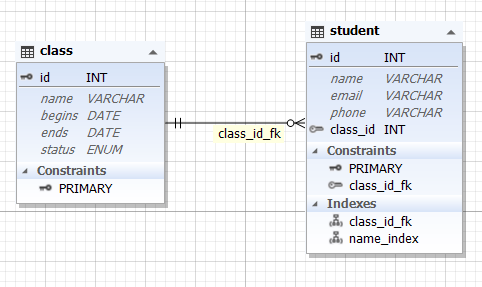 class
id INT
name VARCHAR
begins DATE
ends DATE
status ENUM
Constraints
PRIMARY
class_id_fk
student
id INT
name VARCHAR
email VARCHAR
phone VARCHAR
class_id INT
Constraints
PRIMARY
class_id_fk
Indexes
class_id_fk
name_index